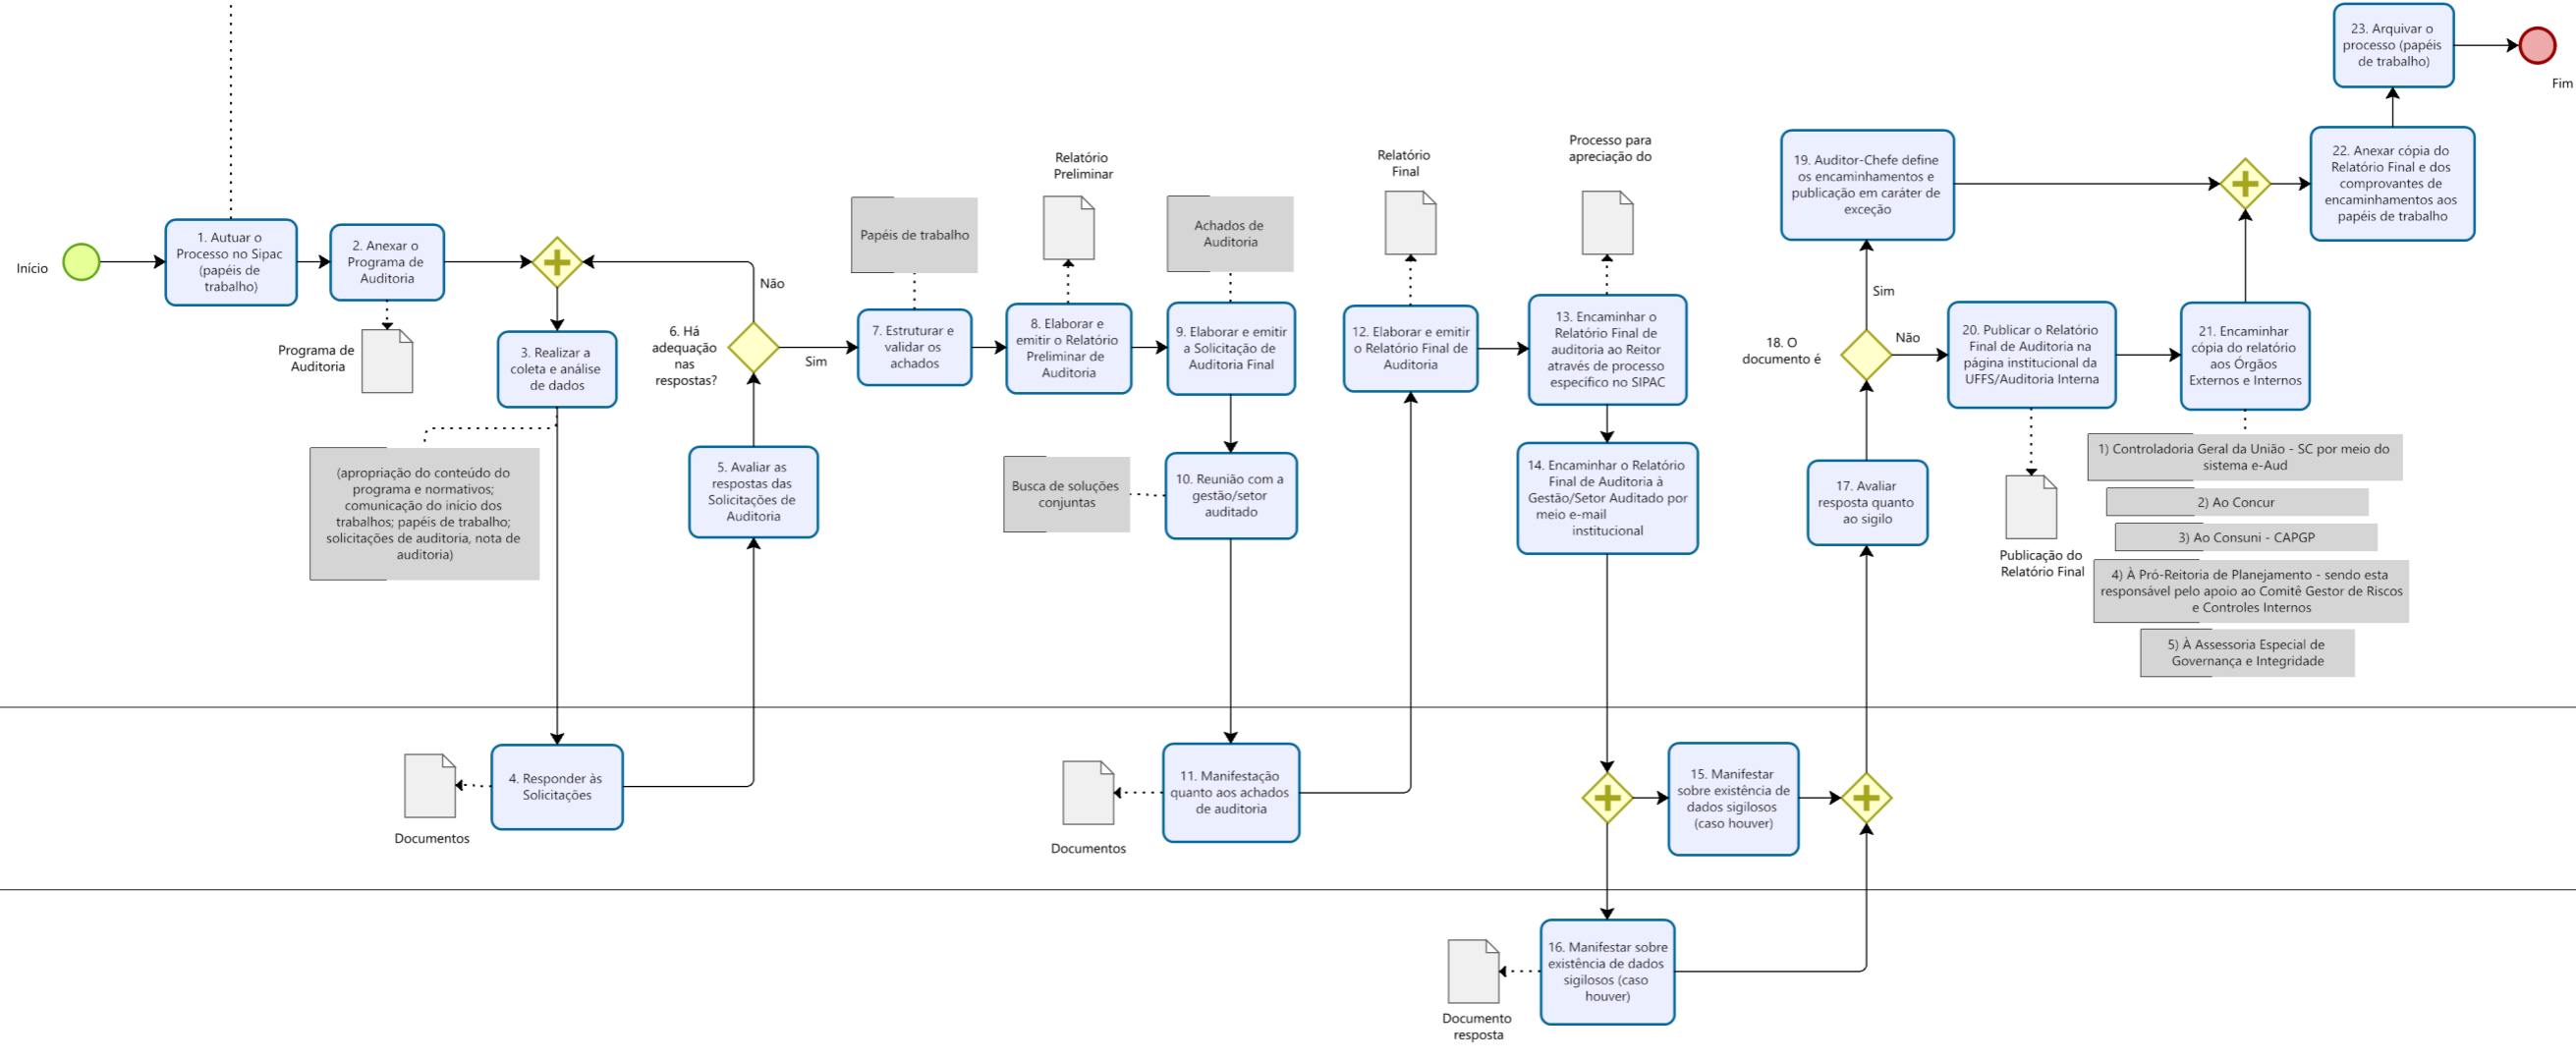 Início
1. Autuar o
Processo no Sipac
(papéis de
trabalho)
2. Anexar o
Programa de
Auditoria
Programa de
Auditoria
3. Realizar a
coleta e análise
de dados
(apropriação do conteúdo do
programa e normativos;
comunicação do início dos
trabalhos; papéis de trabalho;
solicitações de auditoria, nota de
auditoria)
4. Responder às
Solicitações
Documentos
5. Avaliar as
respostas das
Solicitações de
Auditoria
6. Há
adequação
nas
respostas?
Não
Sim
Papéis de trabalho
7. Estruturar e
validar os
achados
Relatório
Preliminar
8. Elaborar e
emitir o Relatório
Preliminar de
Auditoria
Achados de
Auditoria
9. Elaborar e emitir
a Solicitação de
Auditoria Final
Busca de soluções
conjuntas
10. Reunião com a
gestão/setor
auditado
11. Manifestação
quanto aos achados
de auditoria
Documentos
Relatório
Final
12. Elaborar e emitir
o Relatório Final de
Auditoria
Processo para
apreciação do
13. Encaminhar o
Relatório Final de
auditoria ao Reitor
através de processo
específico no SIPAC
14. Encaminhar o Relatório
Final de Auditoria à
Gestão/Setor Auditado por
meio e-mail
institucional
15. Manifestar
sobre existência de
dados sigilosos
(caso houver)
16. Manifestar sobre
existência de dados
sigilosos (caso
houver)
Documento
resposta
17. Avaliar
resposta quanto
ao sigilo
18. O
documento é
Sim
Não
19. Auditor-Chefe define
os encaminhamentos e
publicação em caráter de
exceção
20. Publicar o Relatório
Final de Auditoria na
página institucional da
UFFS/Auditoria Interna
Publicação do
Relatório Final
21. Encaminhar
cópia do relatório
aos Órgãos
Externos e Internos
1) Controladoria Geral da União - SC por meio do
sistema e-Aud
2) Ao Concur
3) Ao Consuni - CAPGP
4) À Pró-Reitoria de Planejamento - sendo esta
responsável pelo apoio ao Comitê Gestor de Riscos
e Controles Internos
5) À Assessoria Especial de
Governança e Integridade
22. Anexar cópia do
Relatório Final e dos
comprovantes de
encaminhamentos aos
papéis de trabalho
23. Arquivar o
processo (papéis
de trabalho)
Fim